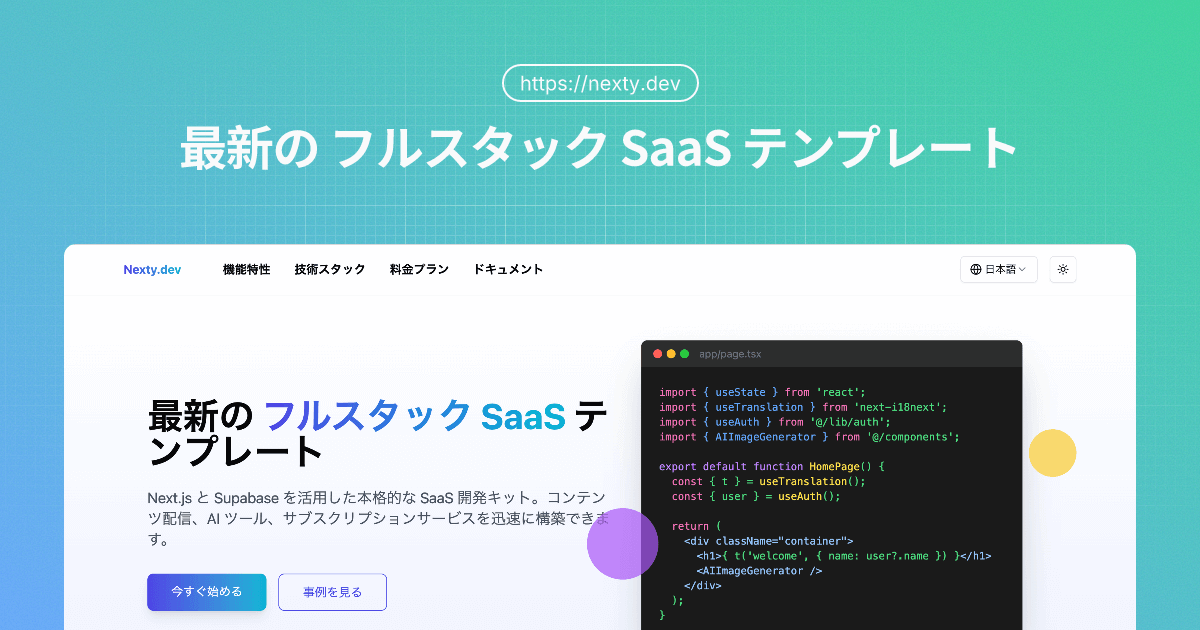 https://nexty.dev
最新の フルスタック SaaS テンプレート
Nexty.dev 機能特性 技術スタック 料金プラン ドキュメント 日本語
最新の フルスタック SaaS テ
ンプレート
Next.js と Supabase を活用した本格的な SaaS 開発キット。コンテン
ツ配信、AI ツール、サブスクリプションサービスを迅速に構築できま
す。
今すぐ始める 事例を見る
app/page.tsx
import { useState } from 'react';
import { useTranslation } from 'next-i18next';
import { useAuth } from '@/lib/auth';
import { AIImageGenerator } from '@/components';
export default function HomePage() {
const { t } = useTranslation();
const { user } = useAuth();
return (
<div className="container">
<h1>{ t('welcome', { name: user?.name }) }</h1>
<AIImageGenerator />
</div>
);
}